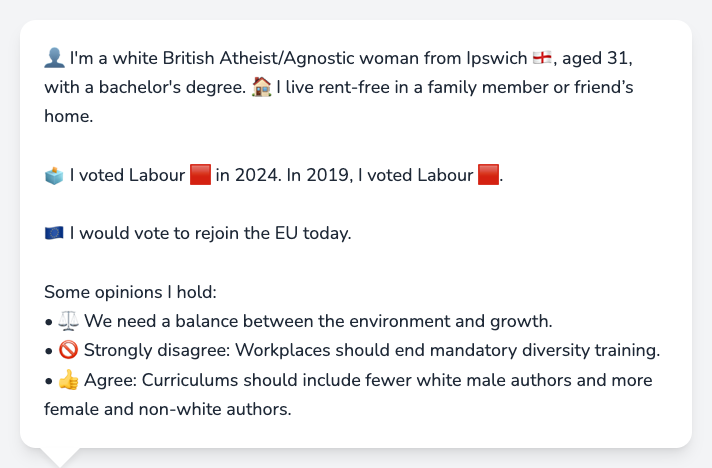 👤 I'm a white British Atheist/Agnostic woman from Ipswich 🏴󠁧󠁢󠁥󠁮󠁧󠁿, aged 31,
with a bachelor's degree. 🏠 I live rent-free in a family member or friend’s
home.
🗳️ I voted Labour 🟥 in 2024. In 2019, I voted Labour 🟥.
🇪🇺 I would vote to rejoin the EU today.
Some opinions I hold:
• ⚖️ We need a balance between the environment and growth.
• 🚫 Strongly disagree: Workplaces should end mandatory diversity training.
• 👍 Agree: Curriculums should include fewer white male authors and more
female and non-white authors.